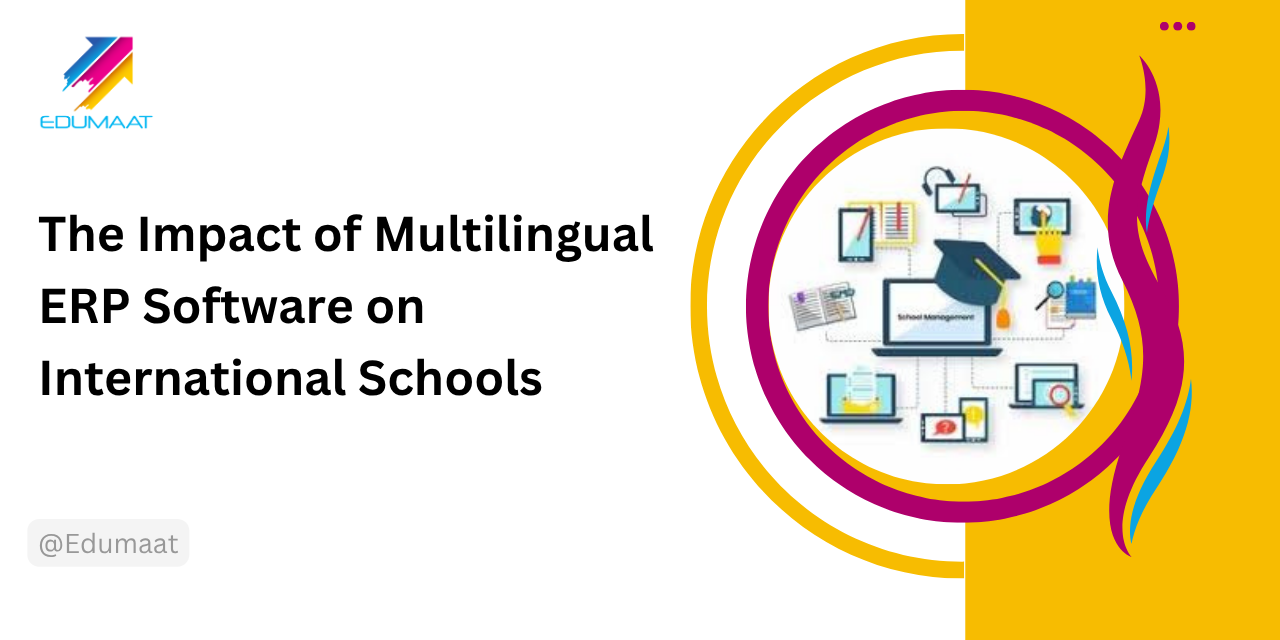 EDUMAAT
The Impact of Multilingual
ERP Software on
International Schools
School Management
?
!
@Edumaat